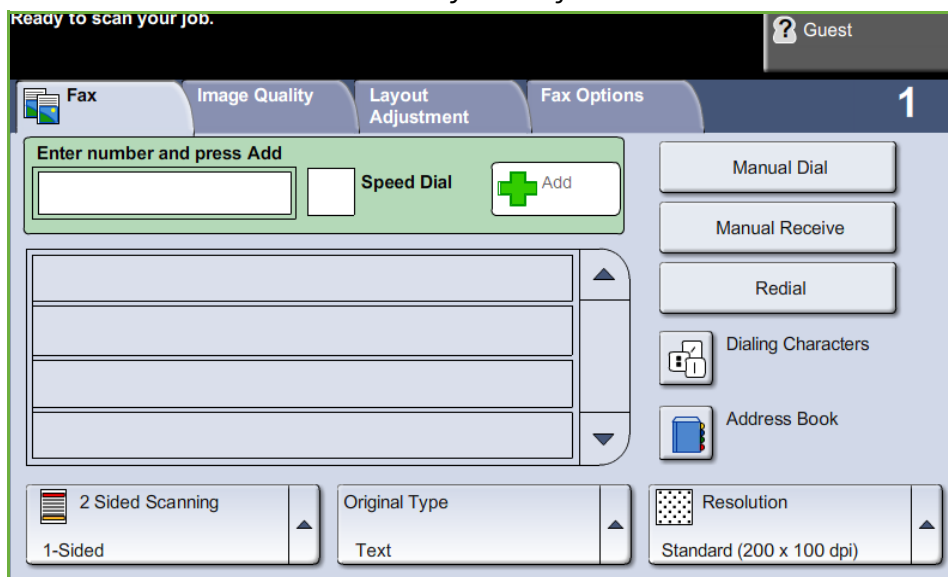 Ready to scan your job.
Guest
Fax
Image Quality
Layout
Adjustment
Fax Options
1
Enter number and press Add
Speed Dial
Add
Manual Dial
Manual Receive
Redial
Dialing Characters
Address Book
2 Sided Scanning
1-Sided
Original Type
Text
Resolution
Standard (200 x 100 dpi)